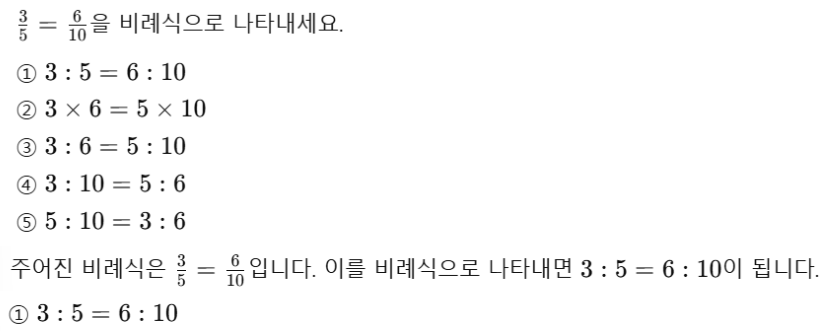 3/5 = 6/10을 비례식으로 나타내세요.
① 3 : 5 = 6 : 10
② 3 × 6 = 5 × 10
③ 3 : 6 = 5 : 10
④ 3 : 10 = 5 : 6
⑤ 5 : 10 = 3 : 6
주어진 비례식은 3/5 = 6/10입니다. 이를 비례식으로 나타내면 3 : 5 = 6 : 10이 됩니다.
① 3 : 5 = 6 : 10